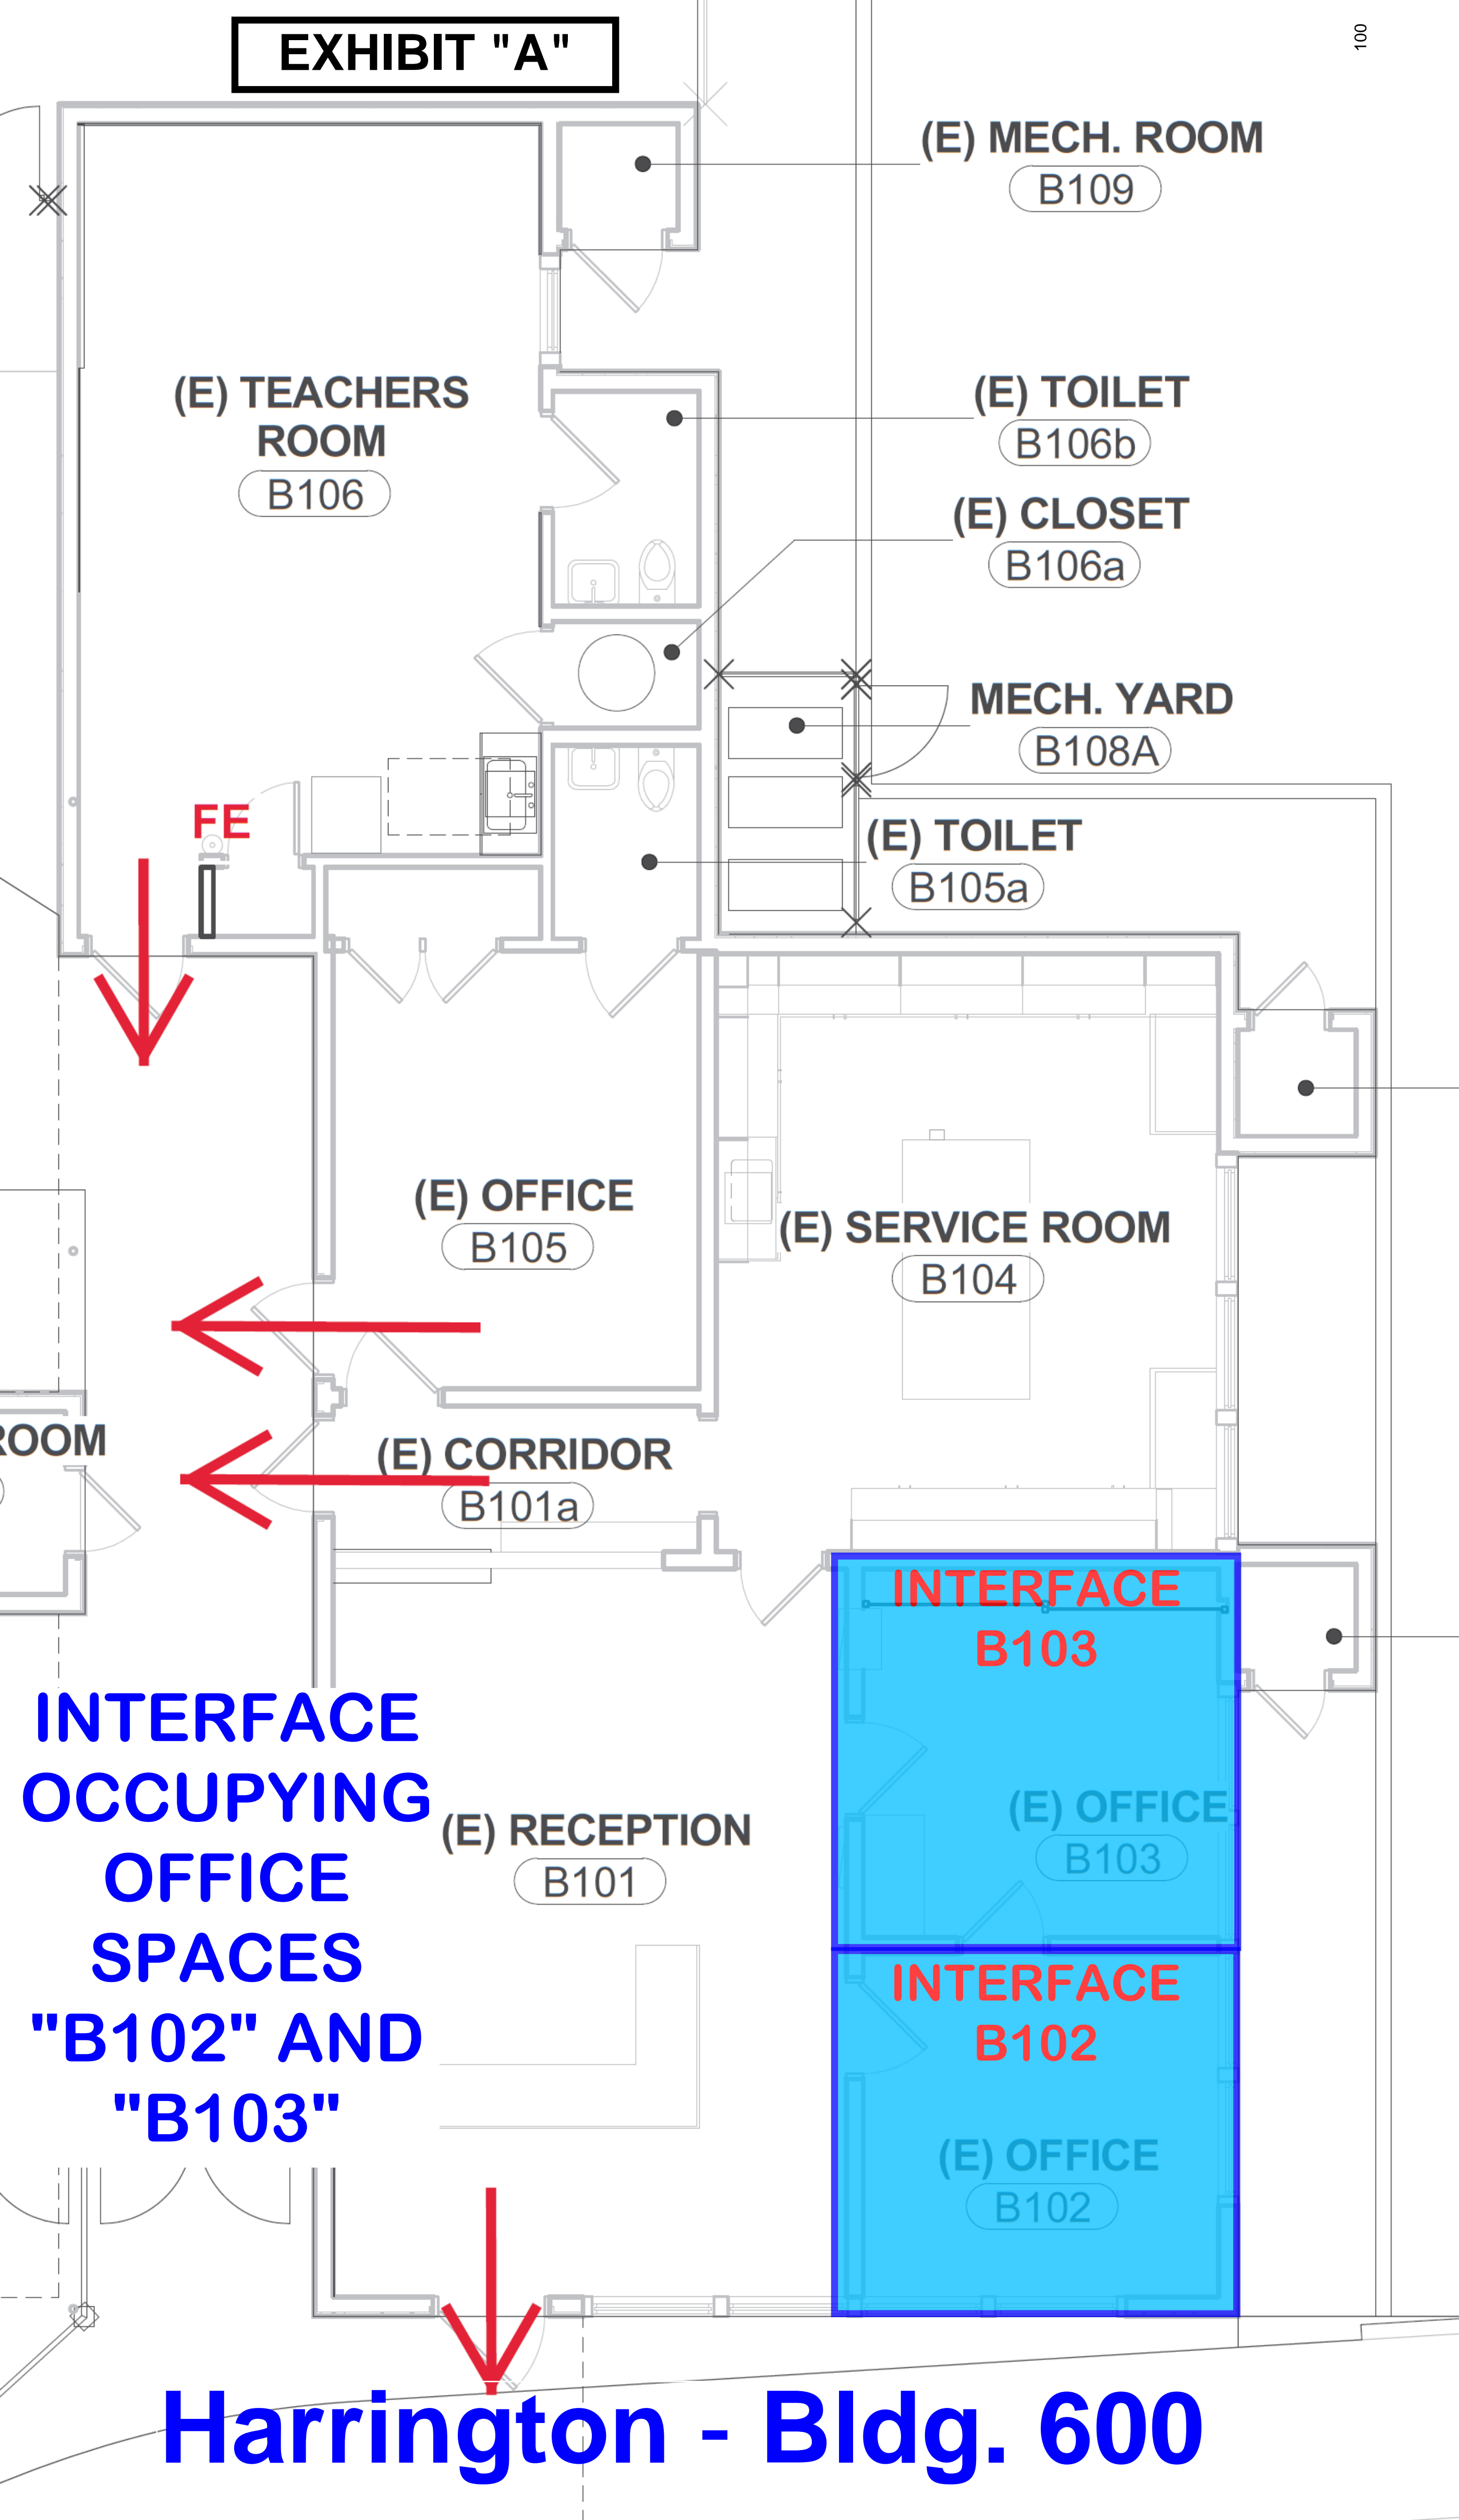 EXHIBIT "A"
100
(E) MECH. ROOM
B109
(E) TEACHERS
ROOM
B106
(E) TOILET
B106b
(E) CLOSET
B106a
MECH. YARD
B108A
FE
(E) TOILET
B105a
(E) OFFICE
B105
(E) SERVICE ROOM
B104
ROOM
(E) CORRIDOR
B101a
INTERFACE
B103
INTERFACE
OCCUPYING
OFFICE
SPACES
"B102" AND
"B103"
(E) RECEPTION
B101
(E) OFFICE
B103
INTERFACE
B102
(E) OFFICE
B102
Harrington - Bldg. 600